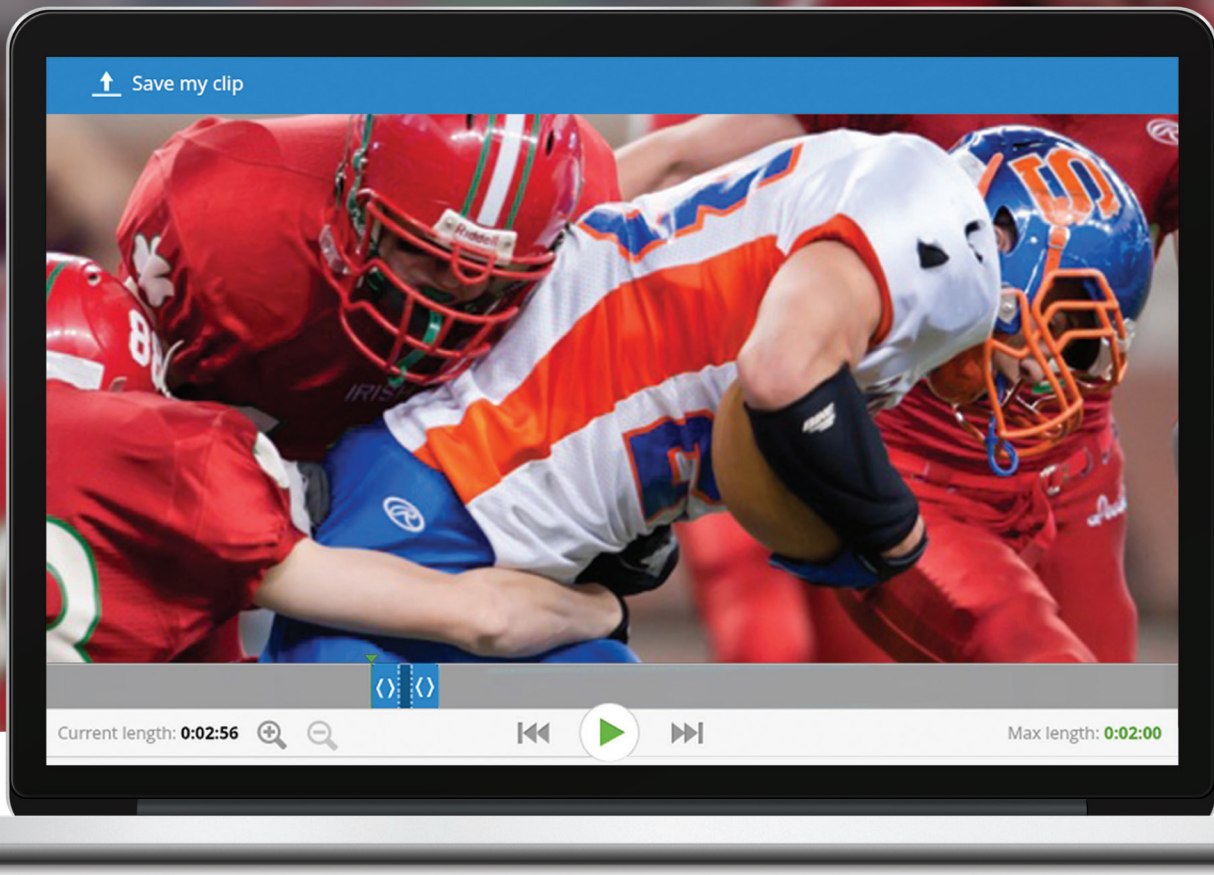 Save my clip
Riddell
88
IRISH
S
Current length: 0:02:56
Max length: 0:02:00